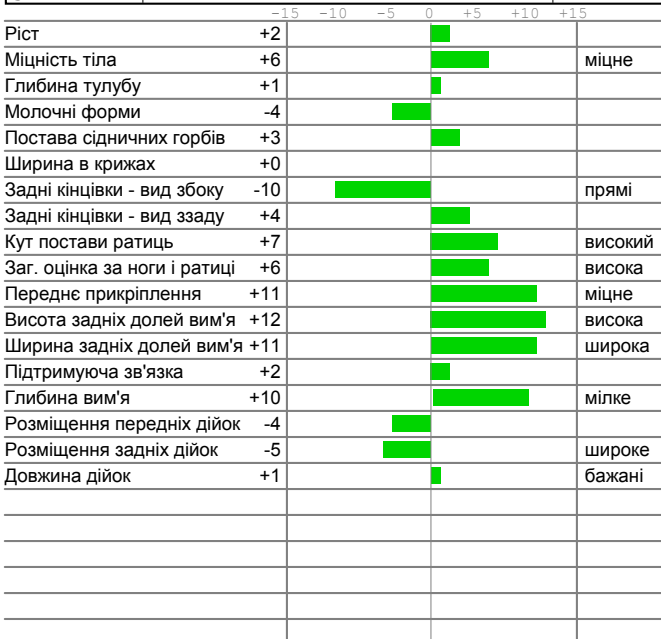 -15 -10 -5 0 +5 +10 +15
Ріст +2
Міцність тіла +6 міцне
Глибина тулубу +1
Молочні форми -4
Постава сідничних горбів +3
Ширина в крижах +0
Задні кінцівки - вид збоку -10 прямі
Задні кінцівки - вид ззаду +4
Кут постави ратиць +7 високий
Заг. оцінка за ноги і ратиці +6 висока
Переднє прикріплення +11 міцне
Висота задніх долей вим'я +12 висока
Ширина задніх долей вим'я +11 широка
Підтримуюча зв'язка +2
Глибина вим'я +10 мілке
Розміщення передніх дійок -4
Розміщення задніх дійок -5 широке
Довжина дійок +1 бажані